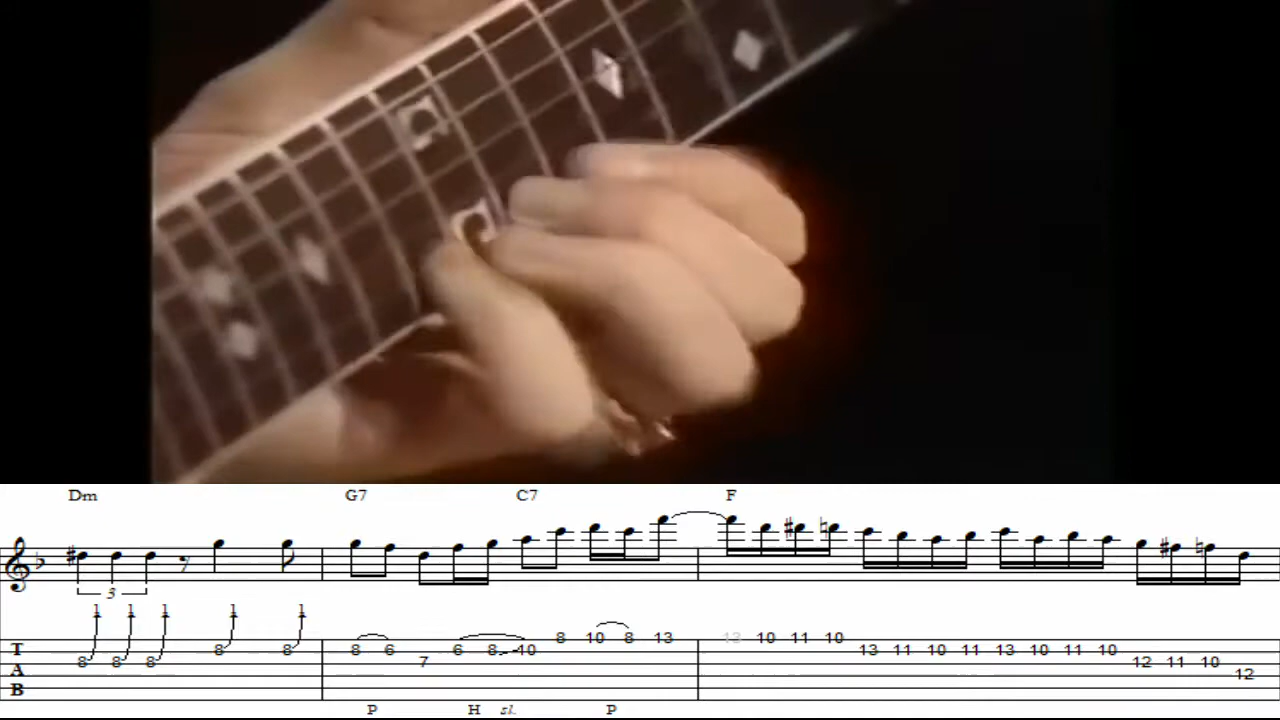 Dm G7 C7 F
3
1 1 1 1 1
8 10 8 13 13 10 11 10
T 8 8 8 6 6 8 10 13 11 10 11 13 10 11 10
A 8 8 8 7 12 11 10
B 12
P H sl. P